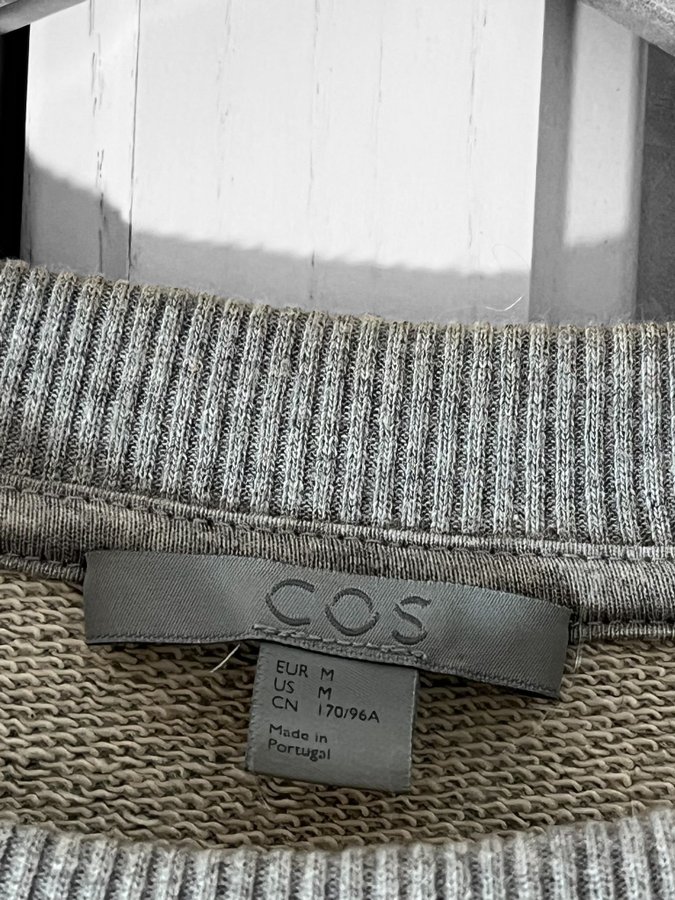 COS
EUR M
US M
CN 170/96A
Made in
Portugal